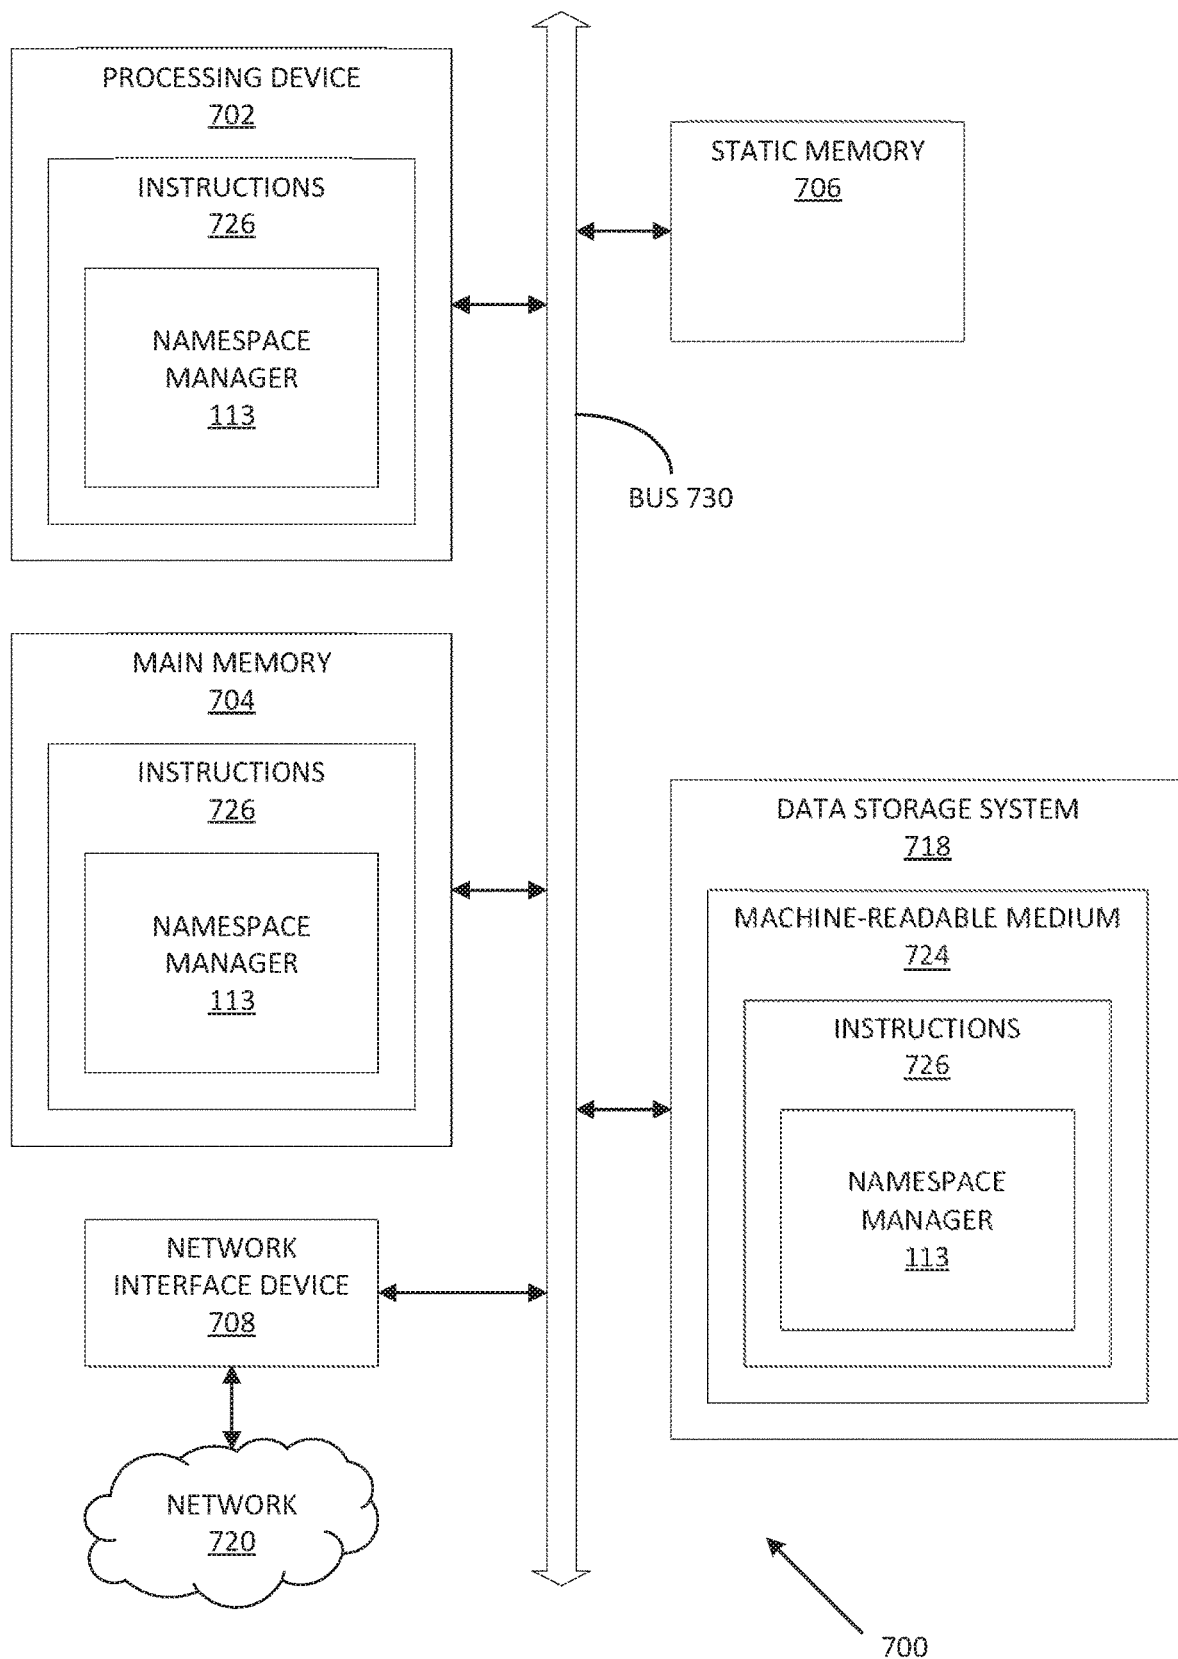 PROCESSING DEVICE
702
INSTRUCTIONS
726
NAMESPACE
MANAGER
113
STATIC MEMORY
706
BUS 730
MAIN MEMORY
704
INSTRUCTIONS
726
NAMESPACE
MANAGER
113
DATA STORAGE SYSTEM
718
MACHINE-READABLE MEDIUM
724
INSTRUCTIONS
726
NAMESPACE
MANAGER
113
NETWORK
INTERFACE DEVICE
708
NETWORK
720
700